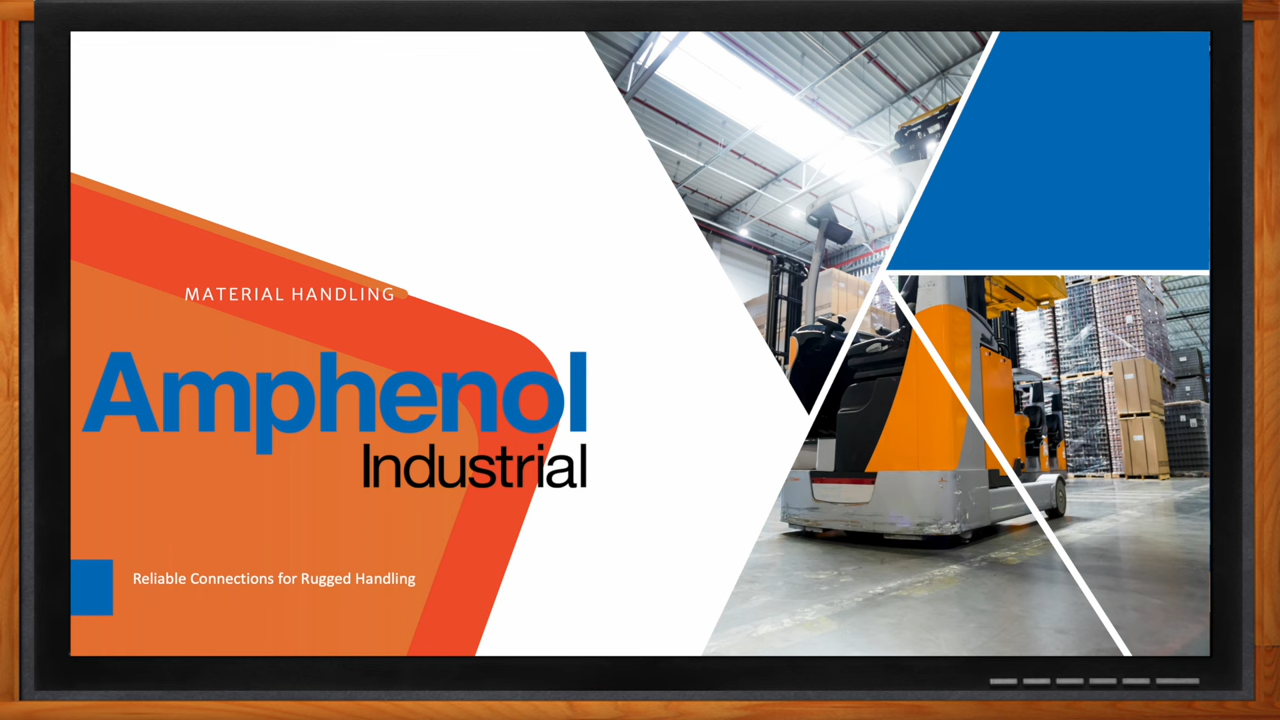 MATERIAL HANDLING
Amphenol
Industrial
Reliable Connections for Rugged Handling